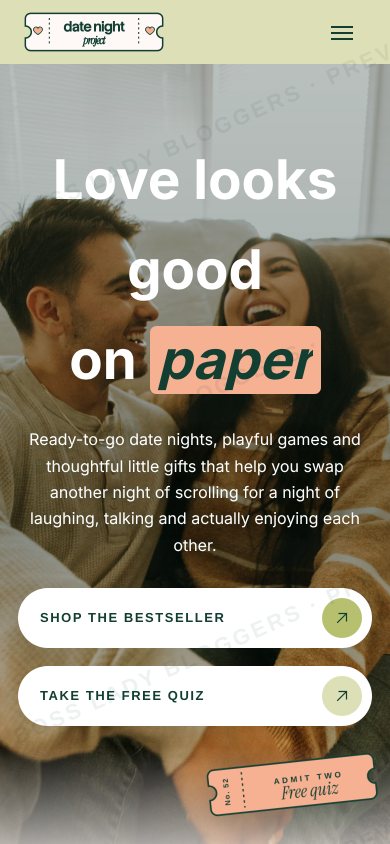 date night
project
Love looks
good
on paper
Ready-to-go date nights, playful games and
thoughtful little gifts that help you swap
another night of scrolling for a night of
laughing, talking and actually enjoying each
other.
SHOP THE BESTSELLER
TAKE THE FREE QUIZ
No. 52
ADMIT TWO
Free quiz